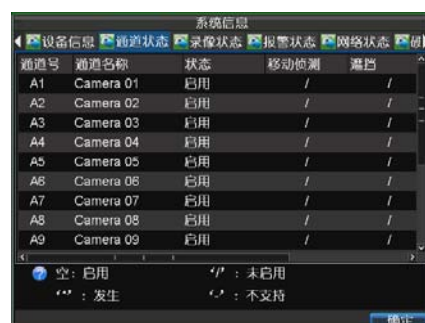 系统信息
设备信息 通道状态 录像状态 报警状态 网络状态
通道号 通道名称 状态 移动侦测 遮挡
A1 Camera 01 启用 / /
A2 Camera 02 启用 / /
A3 Camera 03 启用 / /
A4 Camera 04 启用 / /
A5 Camera 05 启用 / /
A6 Camera 06 启用 / /
A7 Camera 07 启用 / /
A8 Camera 08 启用 / /
A9 Camera 09 启用 / /
空: 启用 "/" : 未启用
: 发生 "-" : 不支持
确定